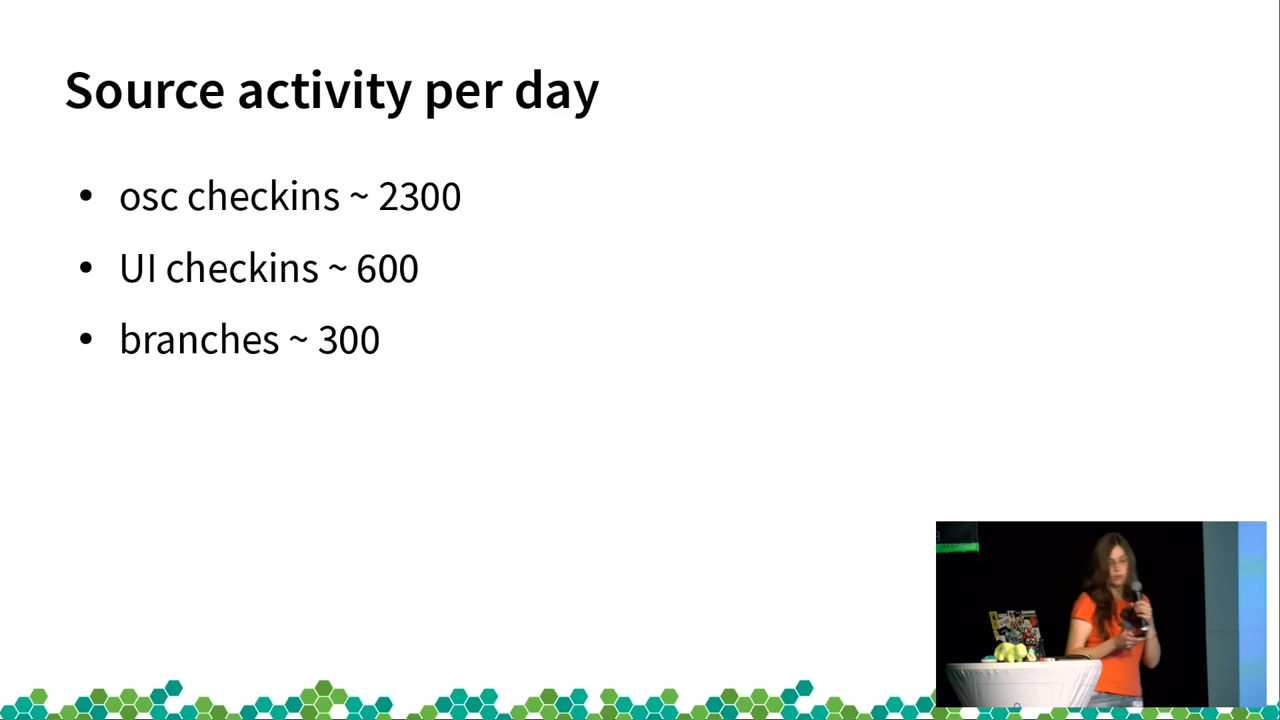 Source activity per day
• osc checkins ~ 2300
• UI checkins ~ 600
• branches ~ 300